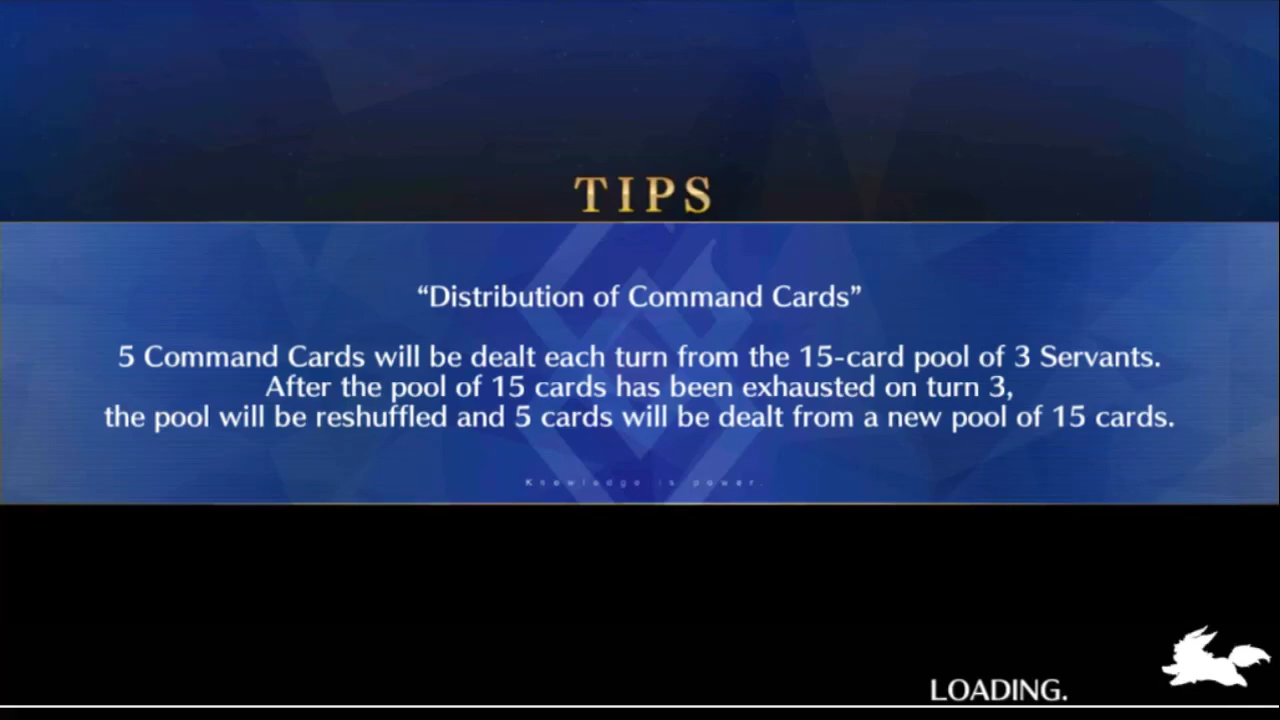 TIPS
“Distribution of Command Cards”
5 Command Cards will be dealt each turn from the 15-card pool of 3 Servants.
After the pool of 15 cards has been exhausted on turn 3,
the pool will be reshuffled and 5 cards will be dealt from a new pool of 15 cards.
Knowledge is power.
LOADING.